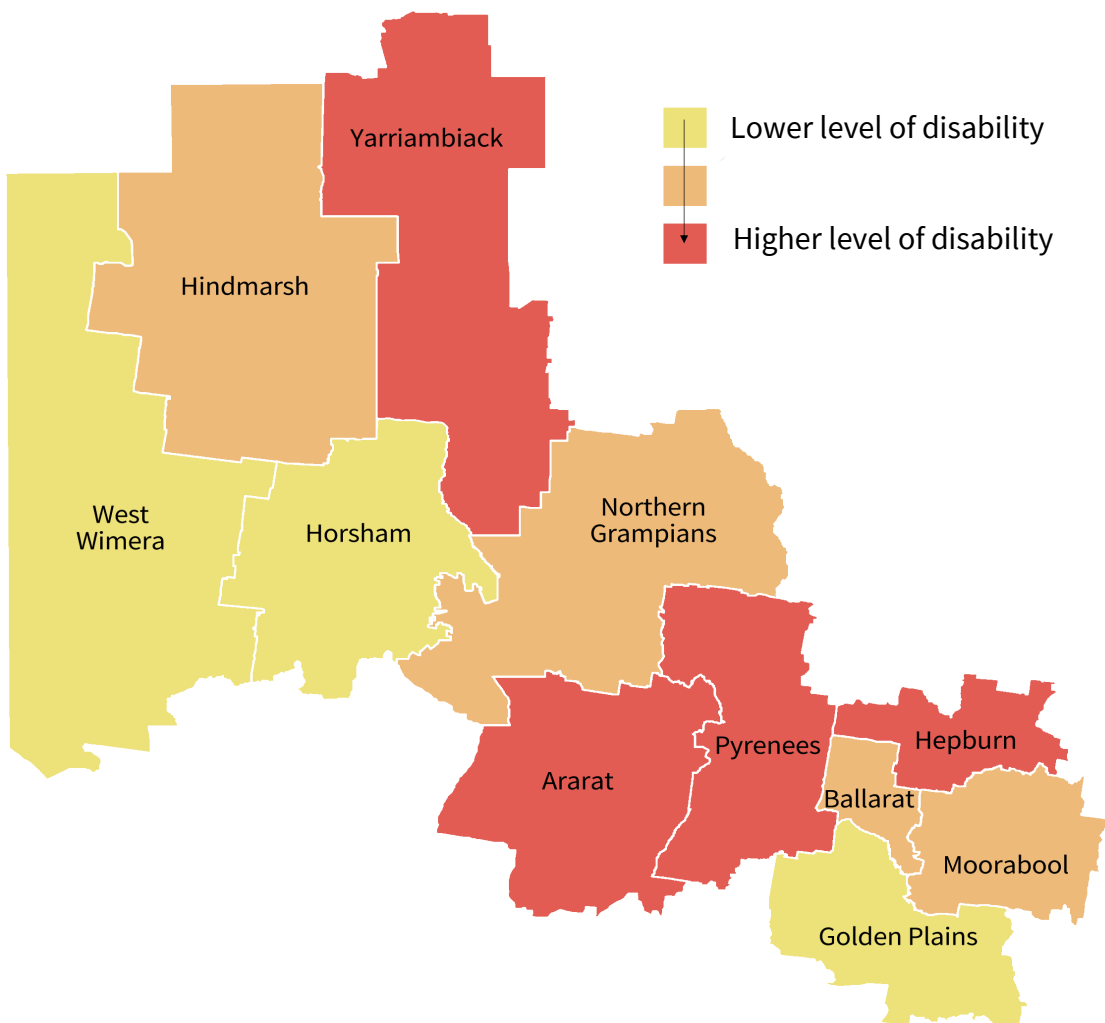 Yarriambiack
Lower level of disability
Higher level of disability
Hindmarsh
West
Wimera
Horsham
Northern
Grampians
Ararat
Pyrenees
Hepburn
Ballarat
Moorabool
Golden Plains